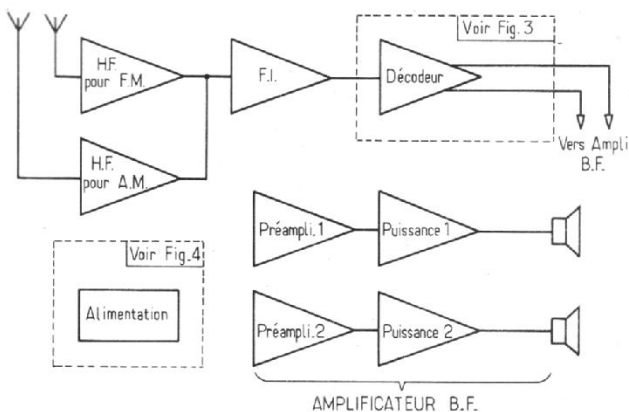 Voir Fig.3
H.F.
pour F.M.
F.I.
Décodeur
H.F.
pour A.M.
Vers Ampli
B.F.
Voir Fig.4
Alimentation
Préampli.1
Puissance 1
Préampli.2
Puissance 2
AMPLIFICATEUR B.F.